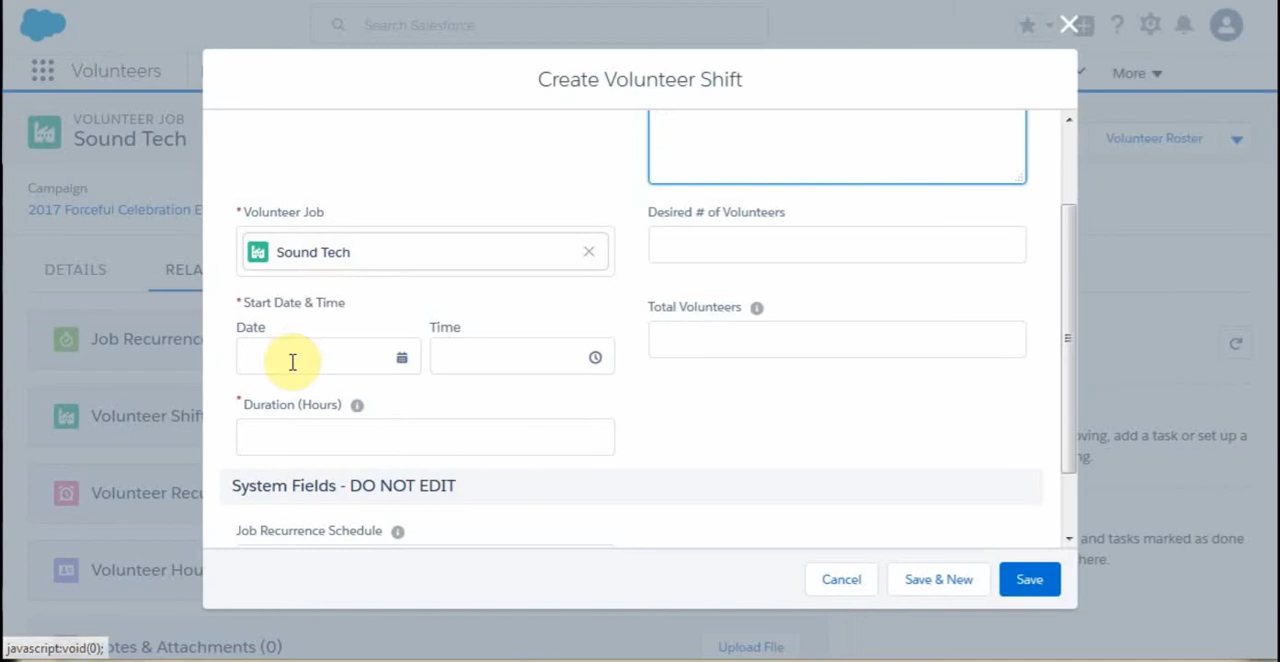 Search Salesforce
Volunteers
More
Create Volunteer Shift
VOLUNTEER JOB
Sound Tech
Volunteer Roster
Campaign
2017 Forceful Celebration E
*Volunteer Job
Desired # of Volunteers
Sound Tech
DETAILS
RELA
*Start Date & Time
Total Volunteers
Date
Time
Job Recurrenc
*Duration (Hours)
Volunteer Shift
oving, add a task or set up a
ng.
System Fields - DO NOT EDIT
Volunteer Recu
Job Recurrence Schedule
and tasks marked as done
here.
Volunteer Hou
Cancel
Save & New
Save
javascript:void(0);
otes & Attachments (0)
Upload File